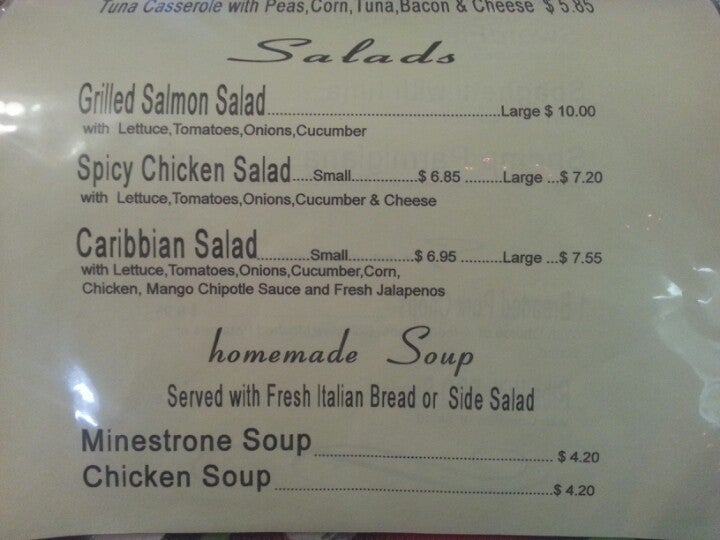 Tuna Casserole with Peas,Corn,Tuna,Bacon & Cheese $ 5.85
Salads
Grilled Salmon Salad..........Large $ 10.00
with Lettuce,Tomatoes,Onions,Cucumber
Spicy Chicken Salad.....Small..........$ 6.85 .........Large ...$ 7.20
with Lettuce,Tomatoes,Onions,Cucumber & Cheese
Caribbian Salad............Small..........$ 6.95 .........Large ...$ 7.55
with Lettuce,Tomatoes,Onions,Cucumber,Corn,
Chicken, Mango Chipotle Sauce and Fresh Jalapenos
homemade Soup
Served with Fresh Italian Bread or Side Salad
Minestrone Soup..........$ 4.20
Chicken Soup..........$ 4.20